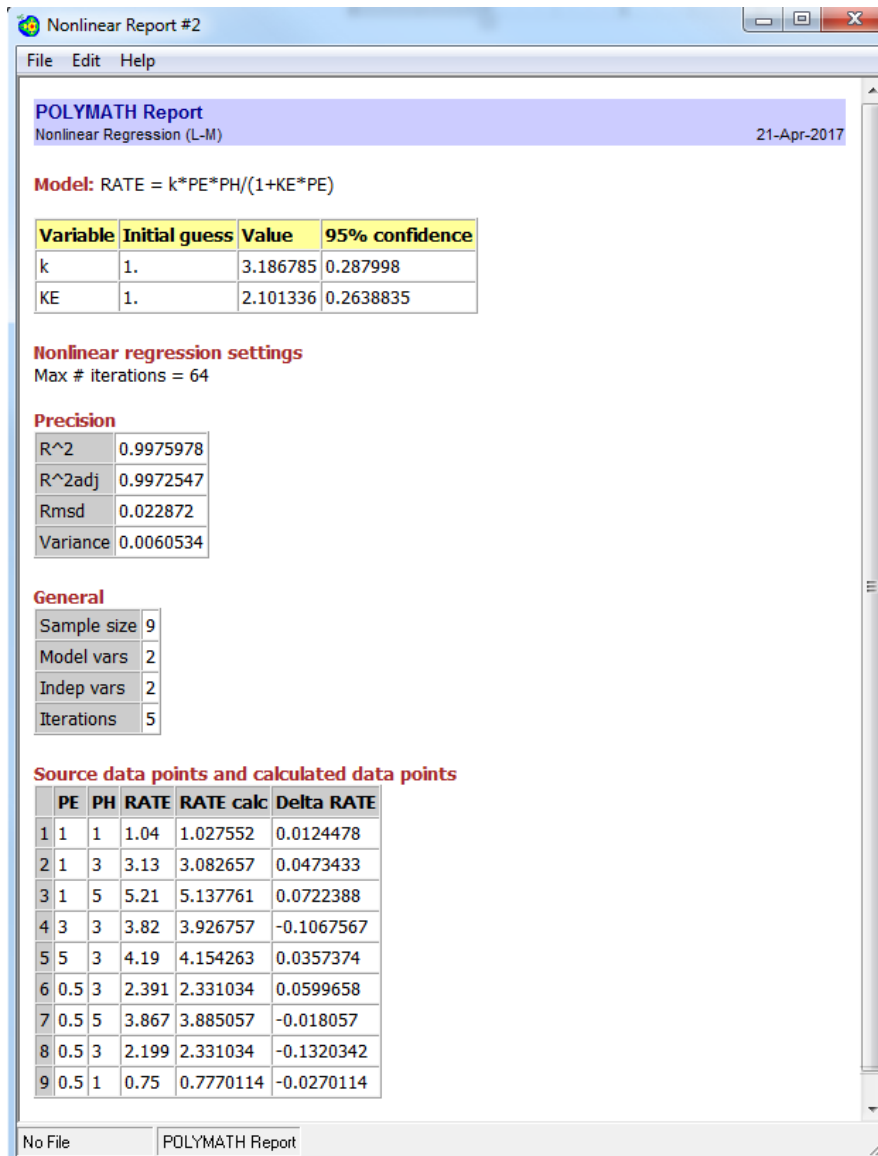 Nonlinear Report #2
File Edit Help
POLYMATH Report
Nonlinear Regression (L-M) 21-Apr-2017
Model: RATE = k*PE*PH/(1+KE*PE)
Variable Initial guess Value 95% confidence
k 1. 3.186785 0.287998
KE 1. 2.101336 0.2638835
Nonlinear regression settings
Max # iterations = 64
Precision
R^2 0.9975978
R^2adj 0.9972547
Rmsd 0.022872
Variance 0.0060534
General
Sample size 9
Model vars 2
Indep vars 2
Iterations 5
Source data points and calculated data points
PE PH RATE RATE calc Delta RATE
1 1 1 1.04 1.027552 0.0124478
2 1 3 3.13 3.082657 0.0473433
3 1 5 5.21 5.137761 0.0722388
4 3 3 3.82 3.926757 -0.1067567
5 5 3 4.19 4.154263 0.0357374
6 0.5 3 2.391 2.331034 0.0599658
7 0.5 5 3.867 3.885057 -0.018057
8 0.5 3 2.199 2.331034 -0.1320342
9 0.5 1 0.75 0.7770114 -0.0270114
No File POLYMATH Report